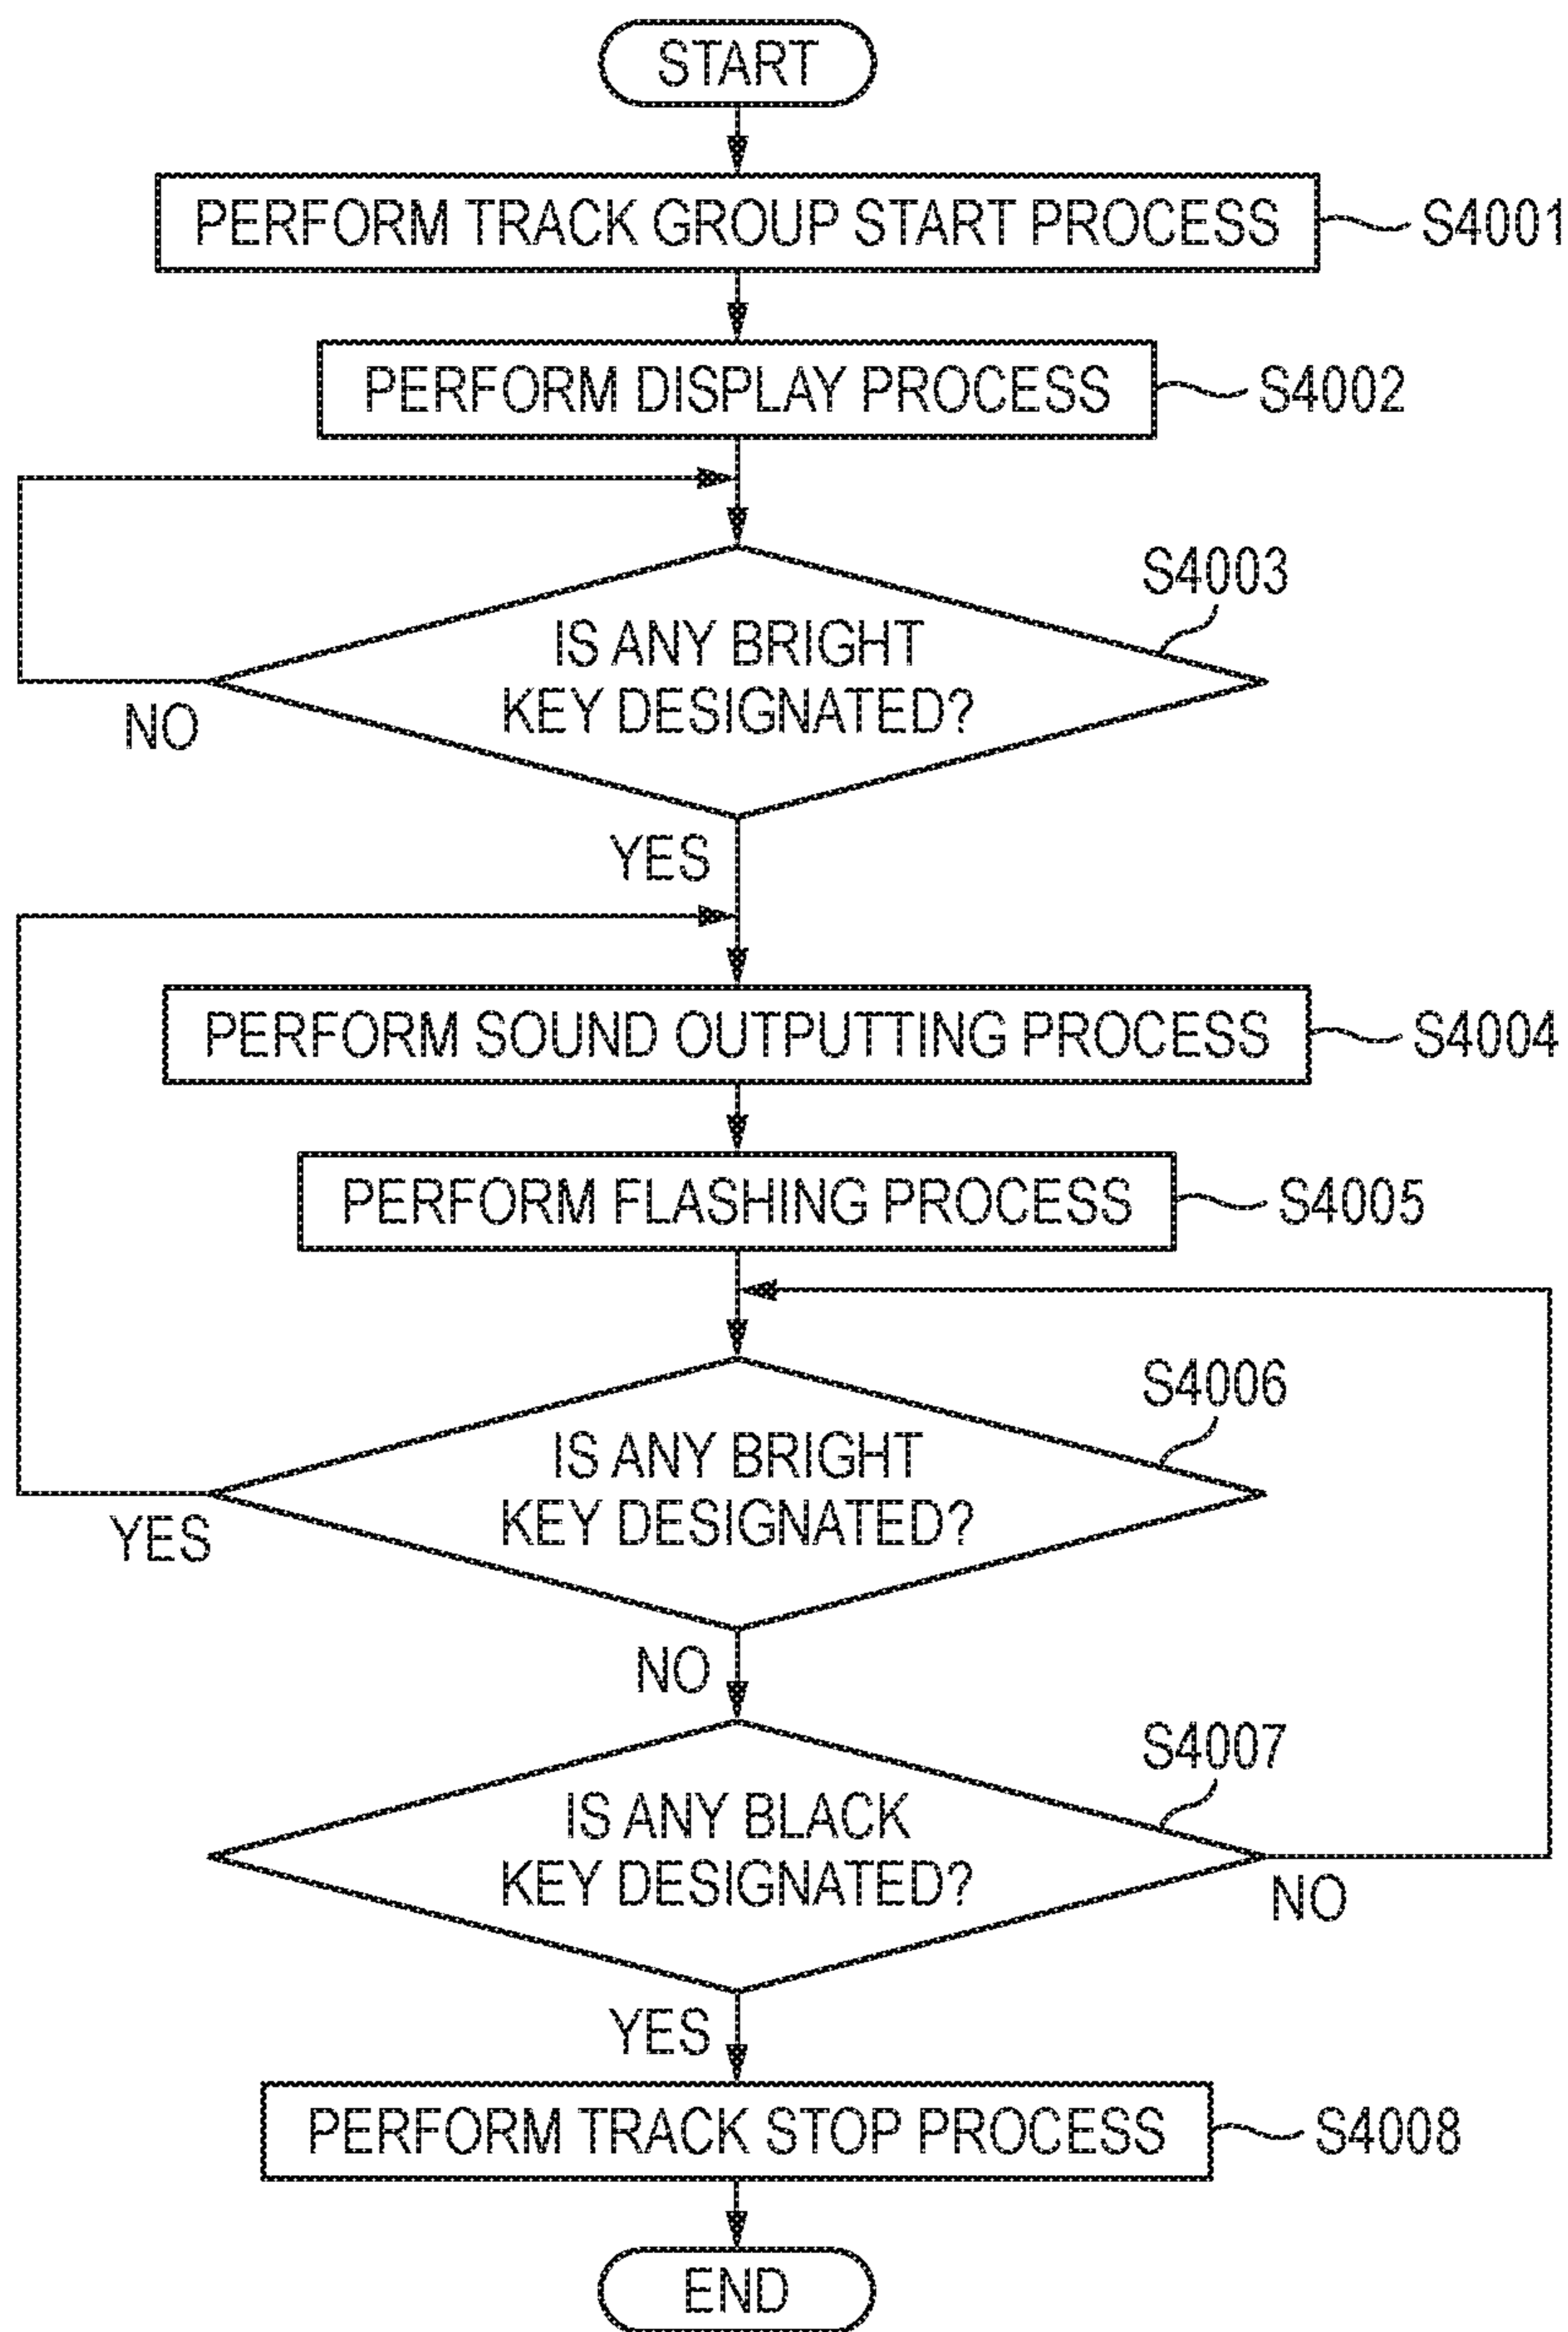 START
PERFORM TRACK GROUP START PROCESS
S4001
PERFORM DISPLAY PROCESS
S4002
S4003
IS ANY BRIGHT
KEY DESIGNATED?
NO
YES
PERFORM SOUND OUTPUTTING PROCESS
S4004
PERFORM FLASHING PROCESS
S4005
S4006
IS ANY BRIGHT
KEY DESIGNATED?
YES
NO
S4007
IS ANY BLACK
KEY DESIGNATED?
NO
YES
PERFORM TRACK STOP PROCESS
S4008
END